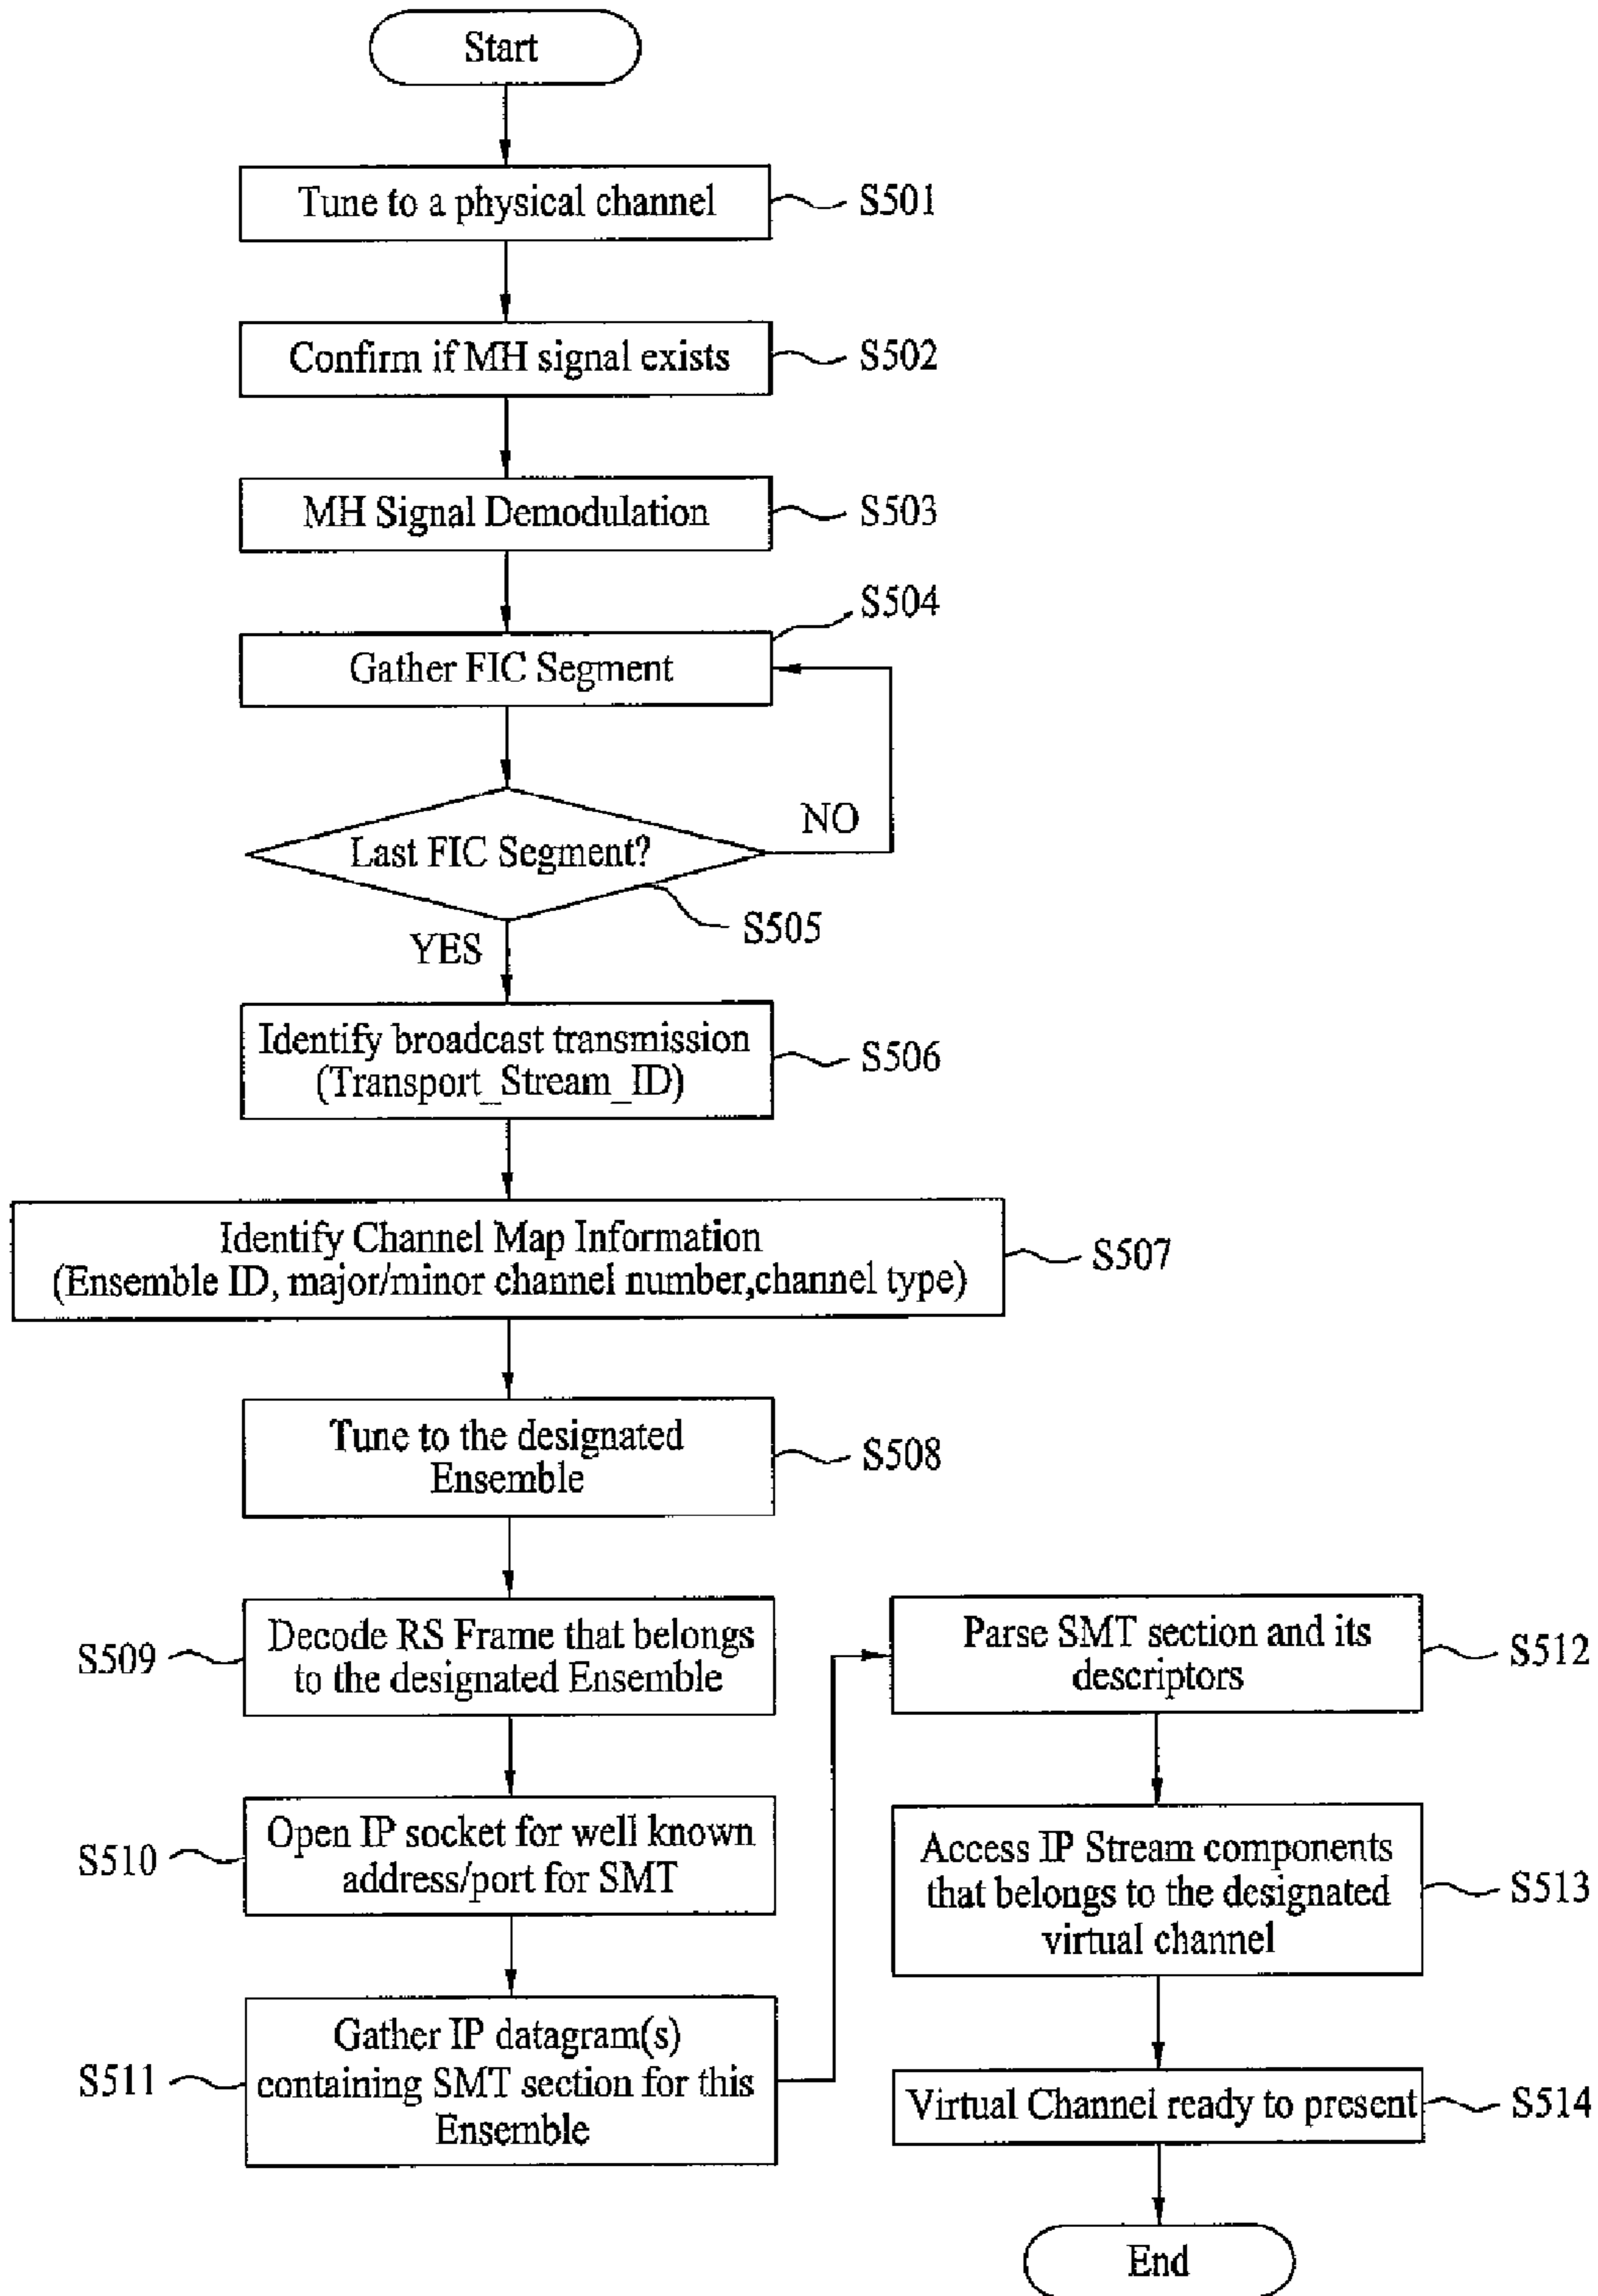 Start
Tune to a physical channel
S501
Confirm if MH signal exists
S502
MH Signal Demodulation
S503
S504
Gather FIC Segment
NO
Last FIC Segment?
S505
YES
Identify broadcast transmission
(Transport_Stream_ID)
S506
Identify Channel Map Information
(Ensemble ID, major/minor channel number,channel type)
S507
Tune to the designated
Ensemble
S508
S509
Decode RS Frame that belongs
to the designated Ensemble
S510
Open IP socket for well known
address/port for SMT
S511
Gather IP datagram(s)
containing SMT section for this
Ensemble
Parse SMT section and its
descriptors
S512
Access IP Stream components
that belongs to the designated
virtual channel
S513
Virtual Channel ready to present
S514
End